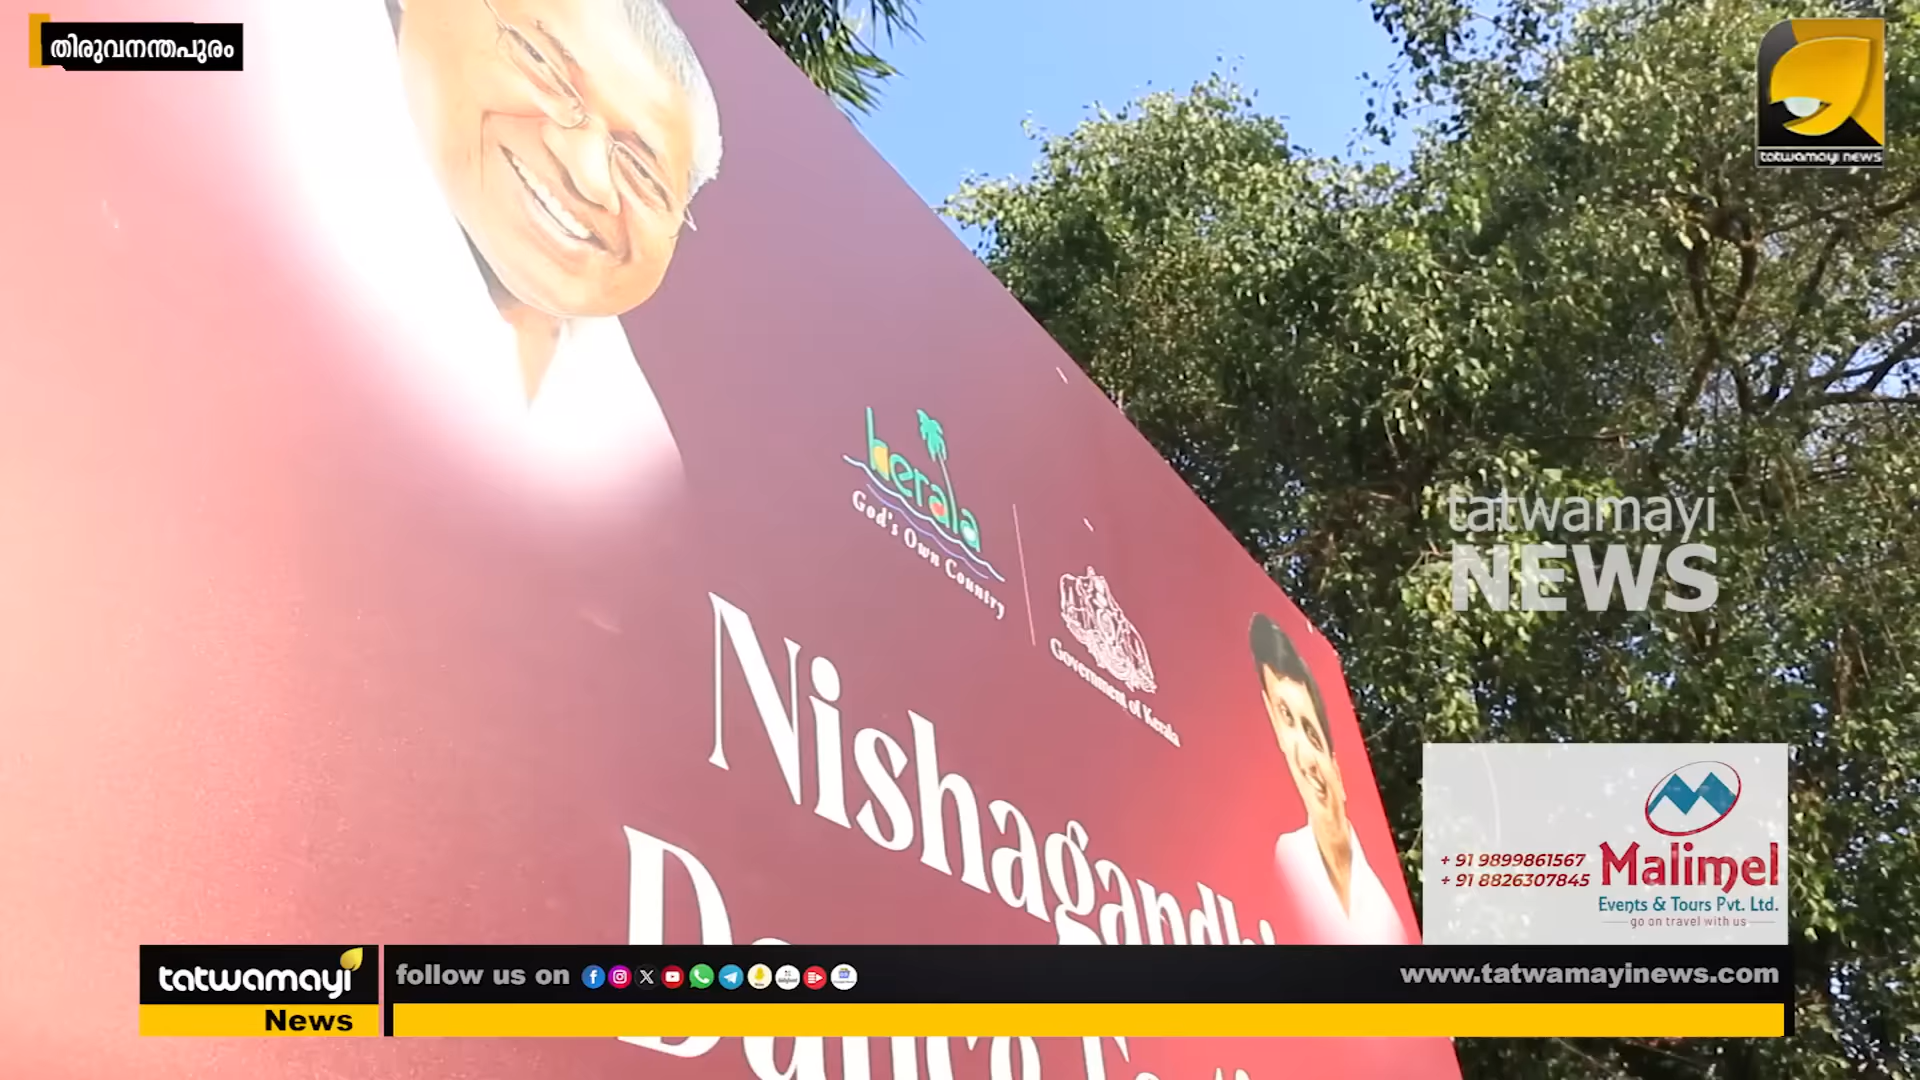 തിരുവനന്തപുരം
tatwamayi news
kerala
God's Own Country
Government of Kerala
tatwamayi
NEWS
Nishagandhi
Dance
+ 91 9899861567
+ 91 8826307845
Malimel
Events & Tours Pvt. Ltd.
go on travel with us
tatwamayi
News
follow us on
www.tatwamayinews.com